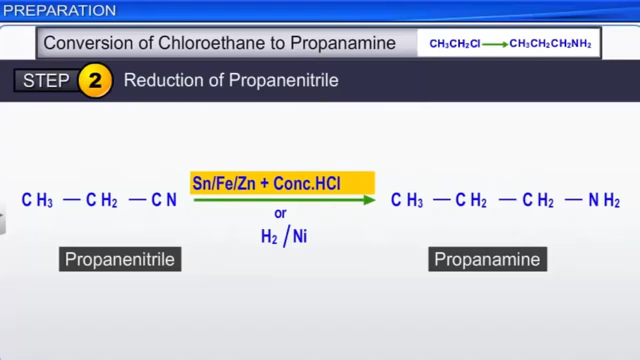 PREPARATION
Conversion of Chloroethane to Propanamine
CH₃CH₂Cl → CH₃CH₂CH₂NH₂
STEP 2 Reduction of Propanenitrile
Sn/Fe/Zn + Conc.HCl
CH₃ — CH₂ — CN → CH₃ — CH₂ — CH₂ — NH₂
or
H₂/Ni
Propanenitrile
Propanamine